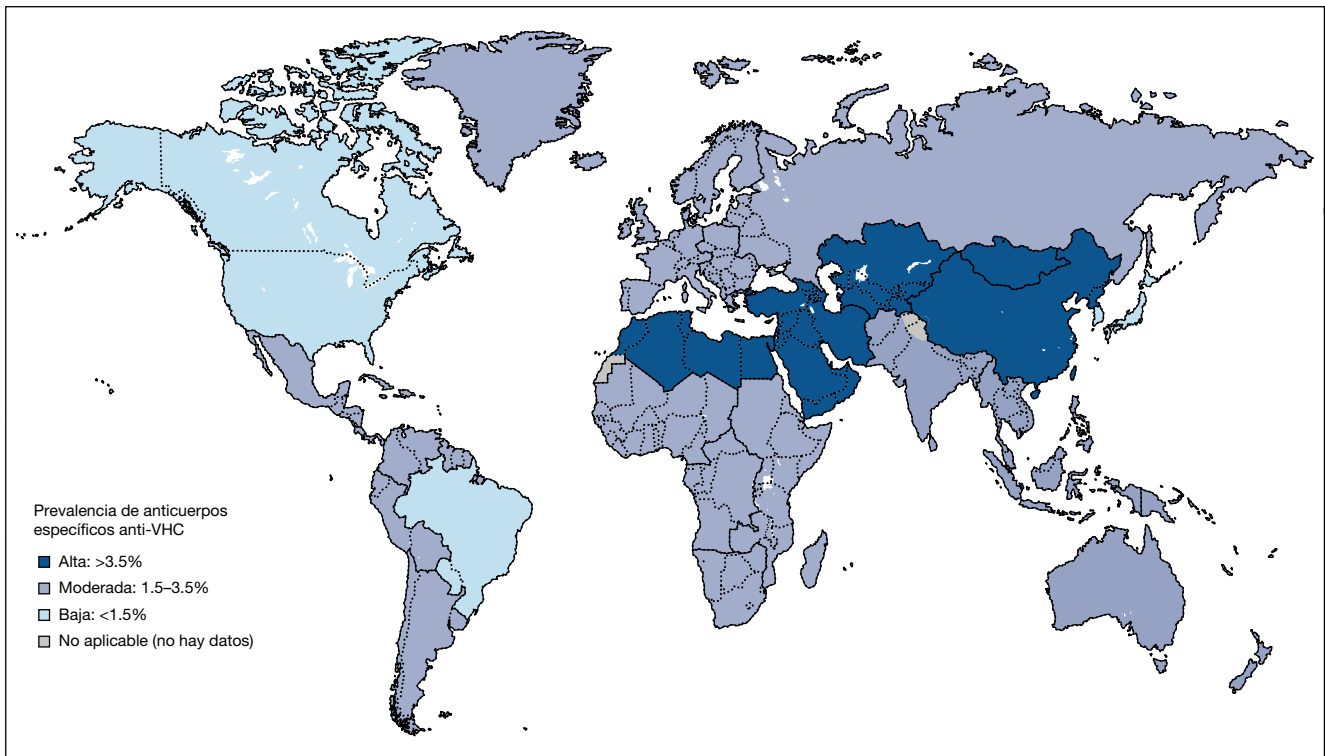 Prevalencia de anticuerpos
específicos anti-VHC
Alta: >3.5%
Moderada: 1.5–3.5%
Baja: <1.5%
No aplicable (no hay datos)